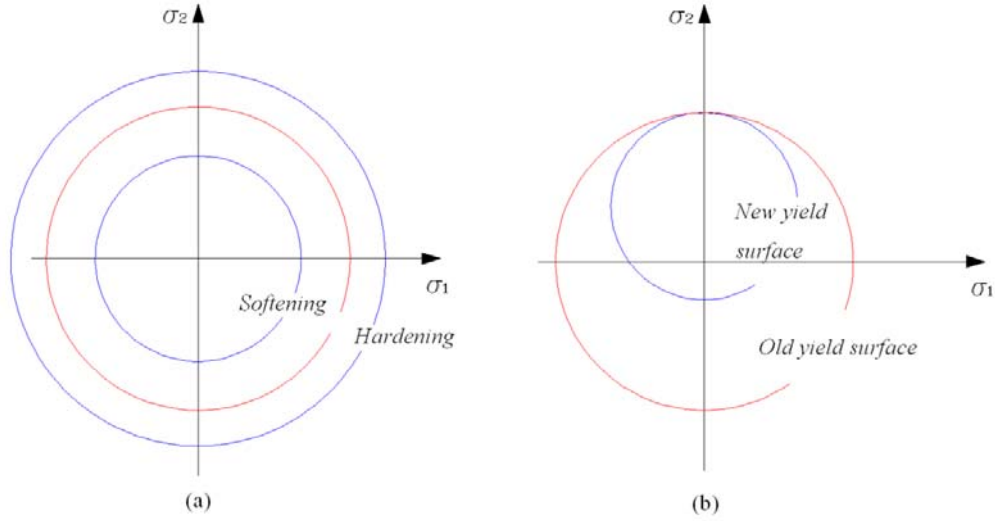 σ2
σ1
Softening
Hardening
(a)
σ2
σ1
New yield
surface
Old yield surface
(b)